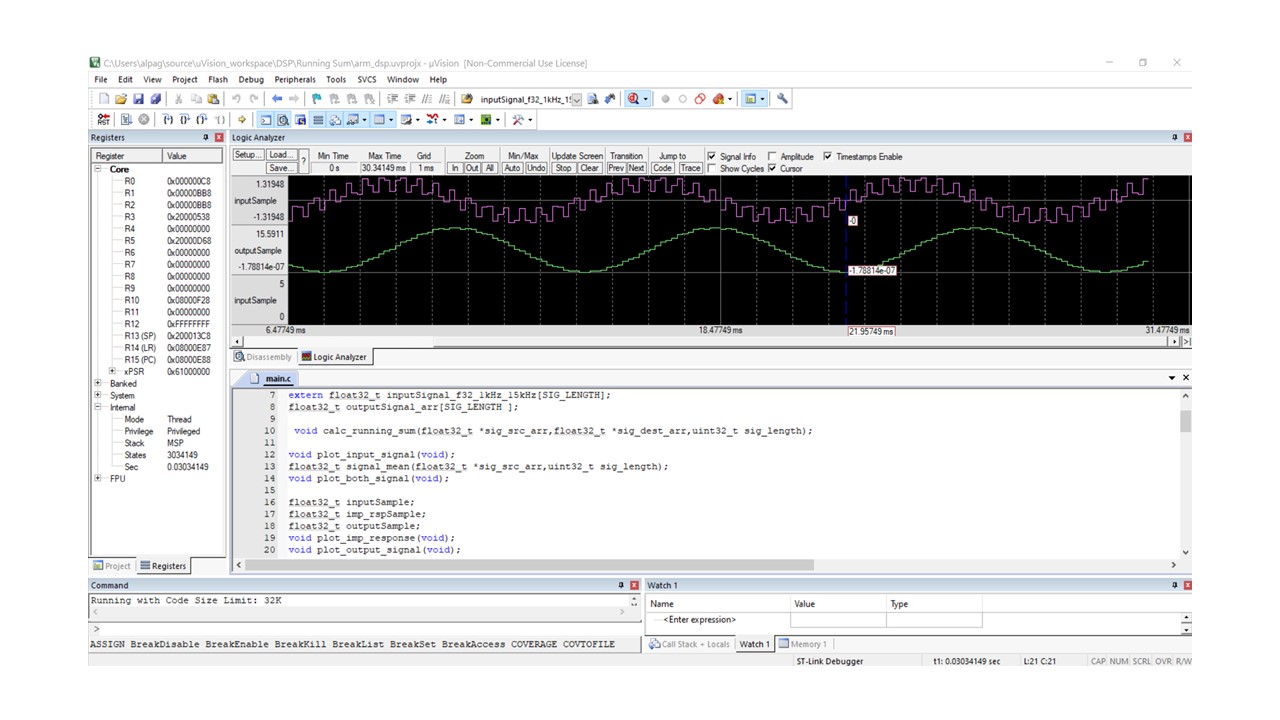 C:\Users\alpag\source\uVision_workspace\DSP\Running Sum\arm_dsp.uvprojx - µVision [Non-Commercial Use License]
File Edit View Project Flash Debug Peripherals Tools SVCS Window Help
inputSignal_f32_1kHz_15
Registers
Register Value
Core
R0 0x000000C8
R1 0x00000BB8
R2 0x00000BB8
R3 0x20000538
R4 0x00000000
R5 0x20000D68
R6 0x00000000
R7 0x00000000
R8 0x00000000
R9 0x00000000
R10 0x08000F28
R11 0x00000000
R12 0xFFFFFFFF
R13 (SP) 0x200013C8
R14 (LR) 0x08000E87
R15 (PC) 0x08000E88
xPSR 0x61000000
Banked
System
Internal
Mode Thread
Privilege Privileged
Stack MSP
States 3034149
Sec 0.03034149
FPU
Project Registers
Logic Analyzer
Setup... Load... Min Time Max Time Grid Zoom Min/Max Update Screen Transition Jump to Signal Info Amplitude Timestamps Enable
Save... ? 0 s 30.34149 ms 1 ms In Out All Auto Undo Stop Clear Prev Next Code Trace Show Cycles Cursor
1.31948
inputSample
-1.31948
-0
15.5911
outputSample
-1.78814e-07
-1.78814e-07
5
inputSample
0
6.47749 ms 18.47749 ms 21.95749 ms 31.47749 ms
Disassembly Logic Analyzer
main.c
7 extern float32_t inputSignal_f32_1kHz_15kHz[SIG_LENGTH];
8 float32_t outputSignal_arr[SIG_LENGTH ];
9
10 void calc_running_sum(float32_t *sig_src_arr,float32_t *sig_dest_arr,uint32_t sig_length);
11
12 void plot_input_signal(void);
13 float32_t signal_mean(float32_t *sig_src_arr,uint32_t sig_length);
14 void plot_both_signal(void);
15
16 float32_t inputSample;
17 float32_t imp_rspSample;
18 float32_t outputSample;
19 void plot_imp_response(void);
20 void plot_output_signal(void);
Command
Running with Code Size Limit: 32K
>
ASSIGN BreakDisable BreakEnable BreakKill BreakList BreakSet BreakAccess COVERAGE COVTOFILE
Watch 1
Name Value Type
<Enter expression>
Call Stack + Locals Watch 1 Memory 1
ST-Link Debugger t1: 0.03034149 sec L:21 C:21 CAP NUM SCRL OVR R/W